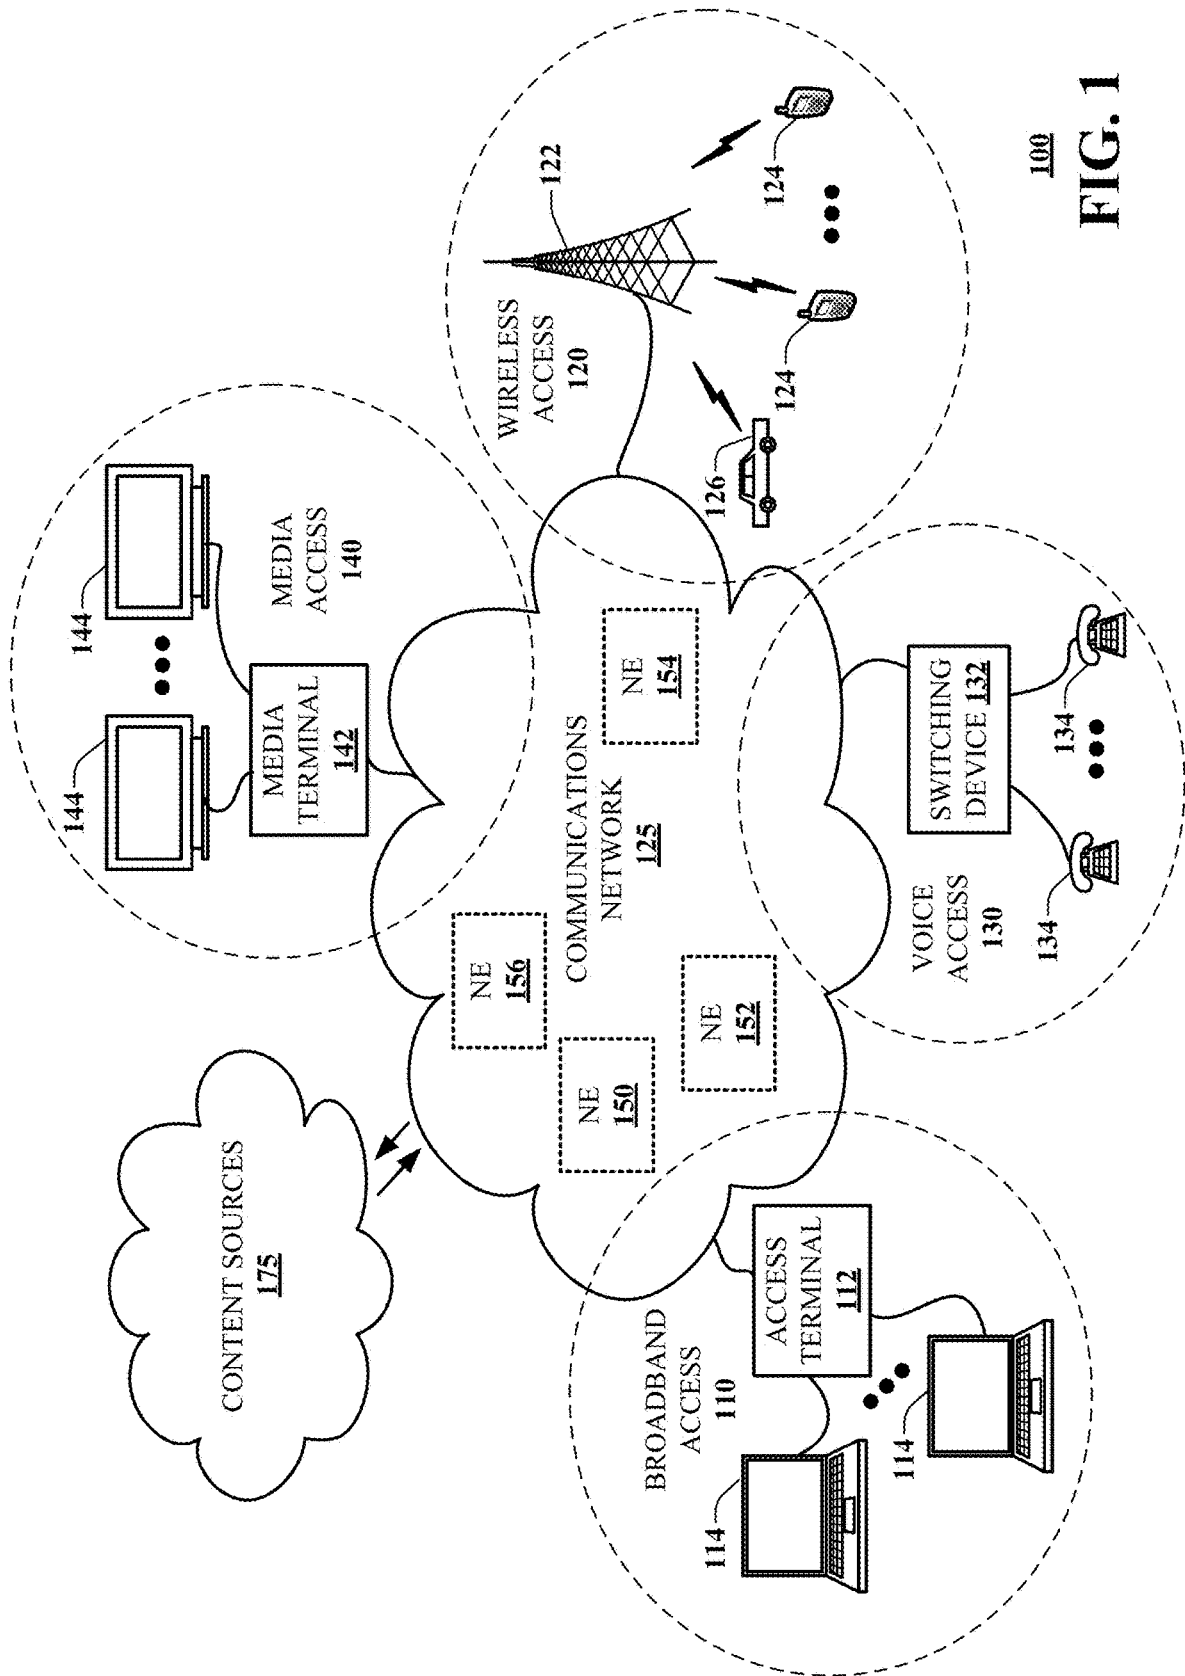 CONTENT SOURCES
175
144
144
MEDIA
TERMINAL
142
MEDIA
ACCESS
140
WIRELESS
ACCESS
120
122
124
124
126
BROADBAND
ACCESS
110
ACCESS
TERMINAL
112
114
114
NE
156
NE
150
NE
152
COMMUNICATIONS
NETWORK
125
NE
154
VOICE
ACCESS
130
SWITCHING
DEVICE 132
134
134
100
FIG. 1